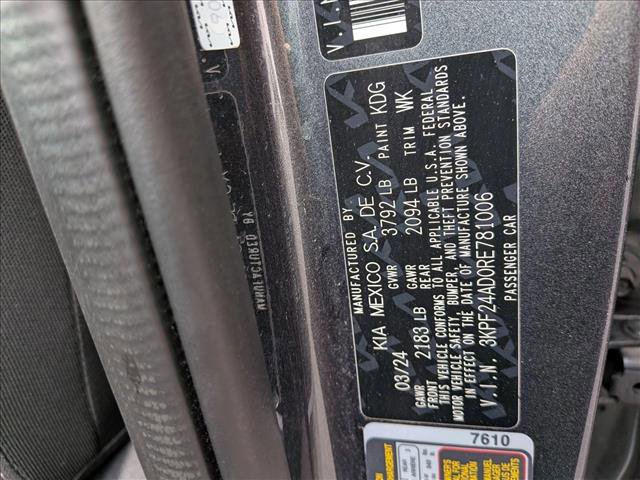 MANUFACTURED BY
KIA MEXICO S.A. DE C.V.
03/24 GVWR 3792 LB PAINT KDG
GAWR FRONT 2183 LB GAWR REAR 2094 LB TRIM WK
THIS VEHICLE CONFORMS TO ALL APPLICABLE U.S.A. FEDERAL
MOTOR VEHICLE SAFETY, BUMPER, AND THEFT PREVENTION STANDARDS
IN EFFECT ON THE DATE OF MANUFACTURE SHOWN ABOVE.
V.I.N. 3KPF24AD0RE781006
PASSENGER CAR
V.I.N
7610
MANUFACTURED BY